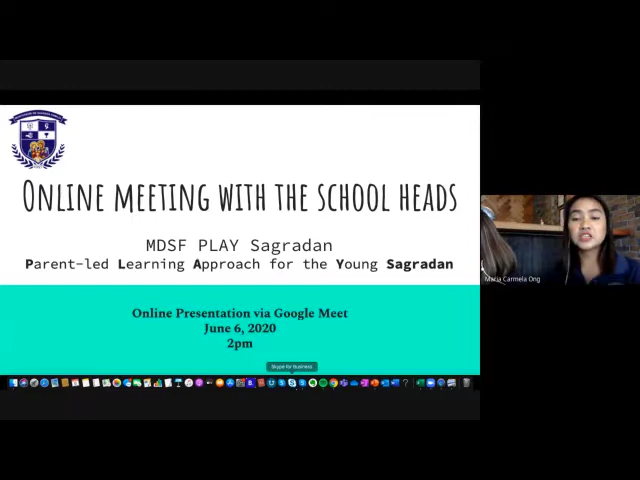 ONLINE MEETING WITH THE SCHOOL HEADS
MDSF PLAY Sagradan
Parent-led Learning Approach for the Young Sagradan
Online Presentation via Google Meet
June 6, 2020
2pm
Skype for Business
Maria Carmela Ong